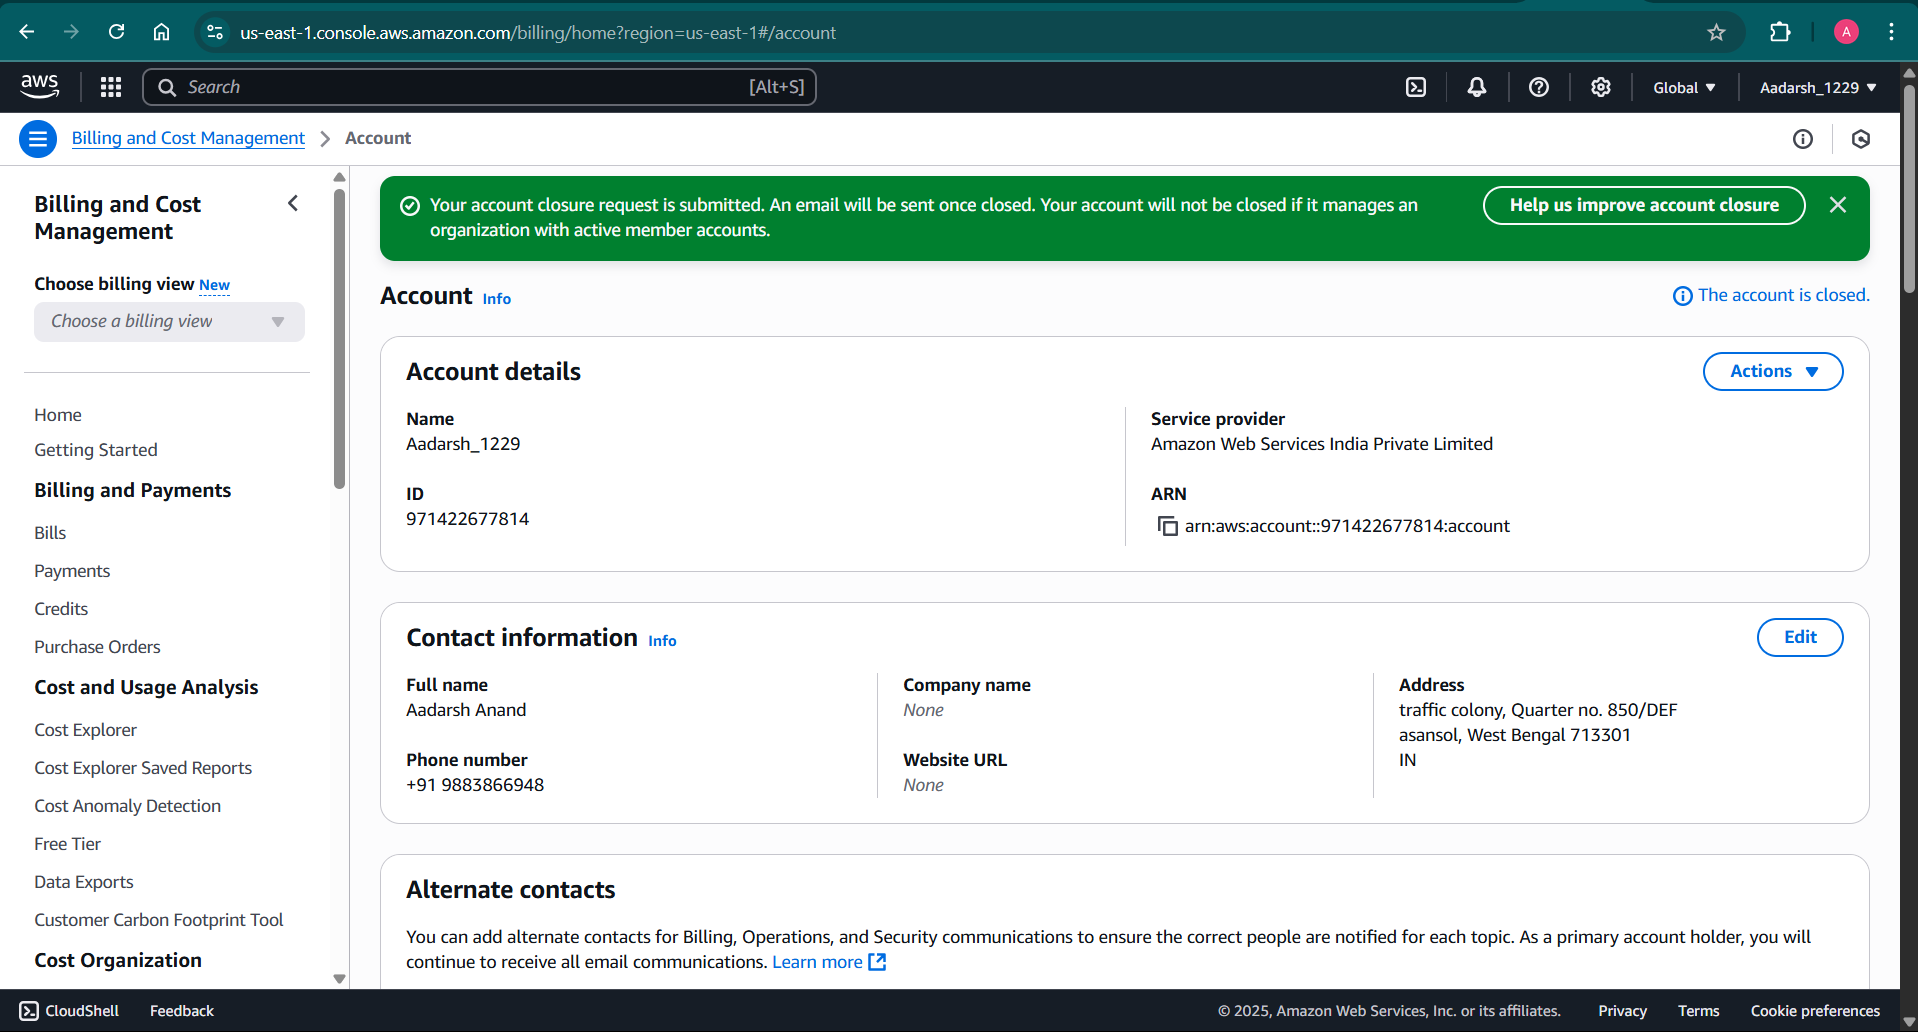 us-east-1.console.aws.amazon.com/billing/home?region=us-east-1#/account
A
aws
Search
[Alt+S]
Global
Aadarsh_1229
Billing and Cost Management
Account
Billing and Cost
Management
Choose billing view New
Choose a billing view
Home
Getting Started
Billing and Payments
Bills
Payments
Credits
Purchase Orders
Cost and Usage Analysis
Cost Explorer
Cost Explorer Saved Reports
Cost Anomaly Detection
Free Tier
Data Exports
Customer Carbon Footprint Tool
Cost Organization
Your account closure request is submitted. An email will be sent once closed. Your account will not be closed if it manages an
organization with active member accounts.
Help us improve account closure
Account Info
The account is closed.
Account details
Actions
Name
Aadarsh_1229
ID
971422677814
Service provider
Amazon Web Services India Private Limited
ARN
arn:aws:account::971422677814:account
Contact information Info
Edit
Full name
Aadarsh Anand
Phone number
+91 9883866948
Company name
None
Website URL
None
Address
traffic colony, Quarter no. 850/DEF
asansol, West Bengal 713301
IN
Alternate contacts
You can add alternate contacts for Billing, Operations, and Security communications to ensure the correct people are notified for each topic. As a primary account holder, you will
continue to receive all email communications. Learn more
CloudShell
Feedback
© 2025, Amazon Web Services, Inc. or its affiliates.
Privacy
Terms
Cookie preferences